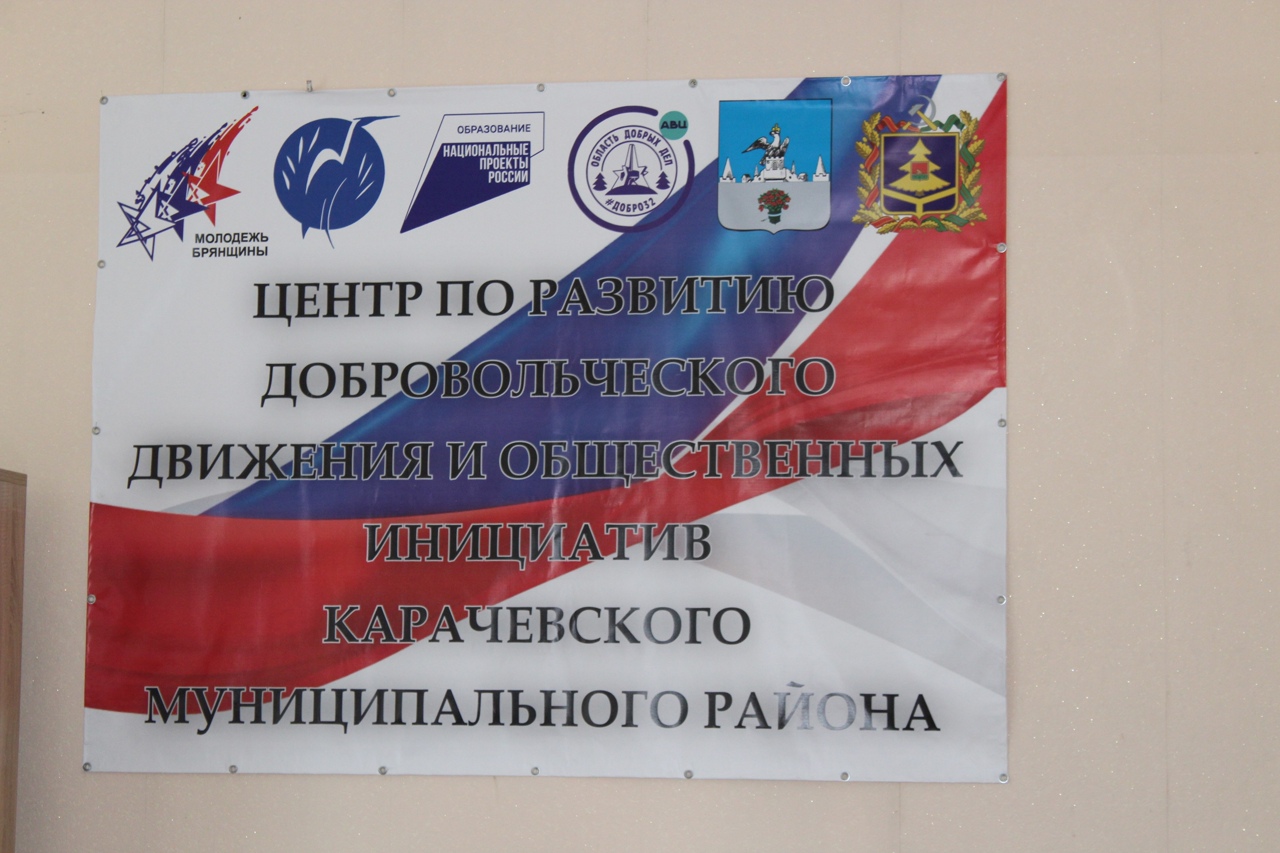 МОЛОДЕЖЬ
БРЯНЩИНЫ
ОБРАЗОВАНИЕ
НАЦИОНАЛЬНЫЕ
ПРОЕКТЫ
РОССИИ
ОБЛАСТЬ ДОБРЫХ ДЕЛ
АВЦ
#ДОБРО32
ЦЕНТР ПО РАЗВИТИЮ
ДОБРОВОЛЬЧЕСКОГО
ДВИЖЕНИЯ И ОБЩЕСТВЕННЫХ
ИНИЦИАТИВ
КАРАЧЕВСКОГО
МУНИЦИПАЛЬНОГО РАЙОНА